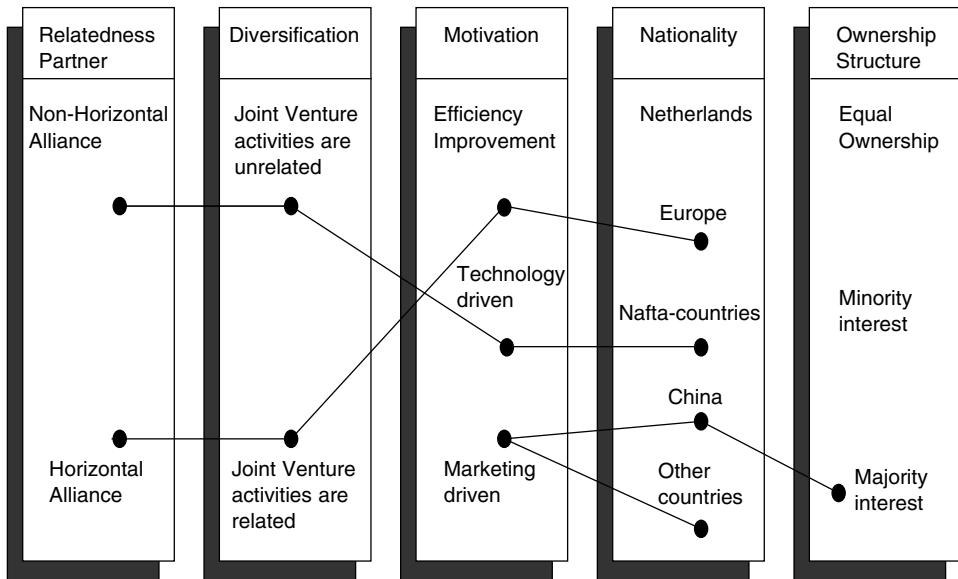 Relatedness
Partner
Non-Horizontal
Alliance
Horizontal
Alliance
Diversification
Joint Venture
activities are
unrelated
Joint Venture
activities are
related
Motivation
Efficiency
Improvement
Technology
driven
Marketing
driven
Nationality
Netherlands
Europe
Nafta-countries
China
Other
countries
Ownership
Structure
Equal
Ownership
Minority
interest
Majority
interest